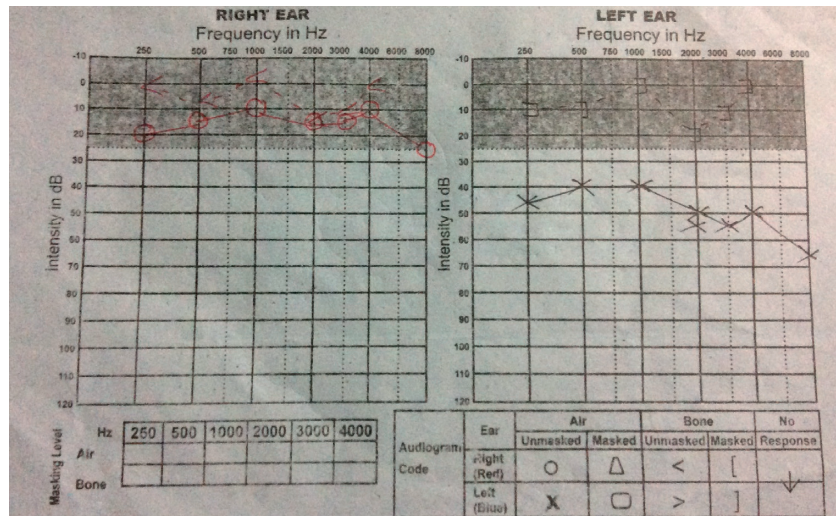 RIGHT EAR
Frequency in Hz
250 500 750 1000 1500 2000 3000 4000 6000 8000
Intensity in dB
-10
0
10
20
30
40
50
60
70
80
90
100
110
120
LEFT EAR
Frequency in Hz
250 500 750 1000 1500 2000 3000 4000 6000 8000
Intensity in dB
-10
0
10
20
30
40
50
60
70
80
90
100
110
120
Masking Level
Hz 250 500 1000 2000 3000 4000
Air
Bone
Audiogram Code
Ear Air Bone No Response
Unmasked Masked Unmasked Masked
Right (Red) < [
Left (Blue) X > ]